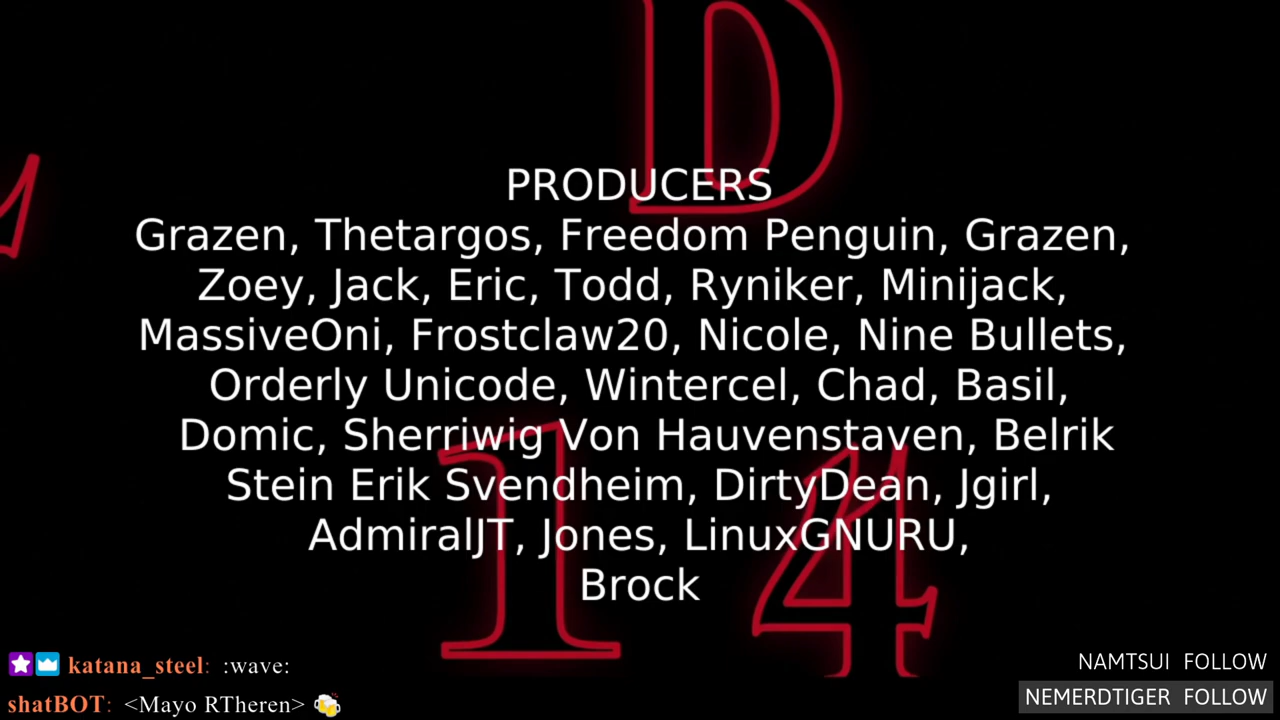 D
PRODUCERS
Grazen, Thetargos, Freedom Penguin, Grazen,
Zoey, Jack, Eric, Todd, Ryniker, Minijack,
MassiveOni, Frostclaw20, Nicole, Nine Bullets,
Orderly Unicode, Wintercel, Chad, Basil,
Domic, Sherriwig Von Hauvenstaven, Belrik
Stein Erik Svendheim, DirtyDean, Jgirl,
AdmiralJT, Jones, LinuxGNURU,
Brock
14
katana_steel: :wave:
shatBOT: <Mayo RTheren> 🍻
NAMTSUI FOLLOW
NEMERDTIGER FOLLOW